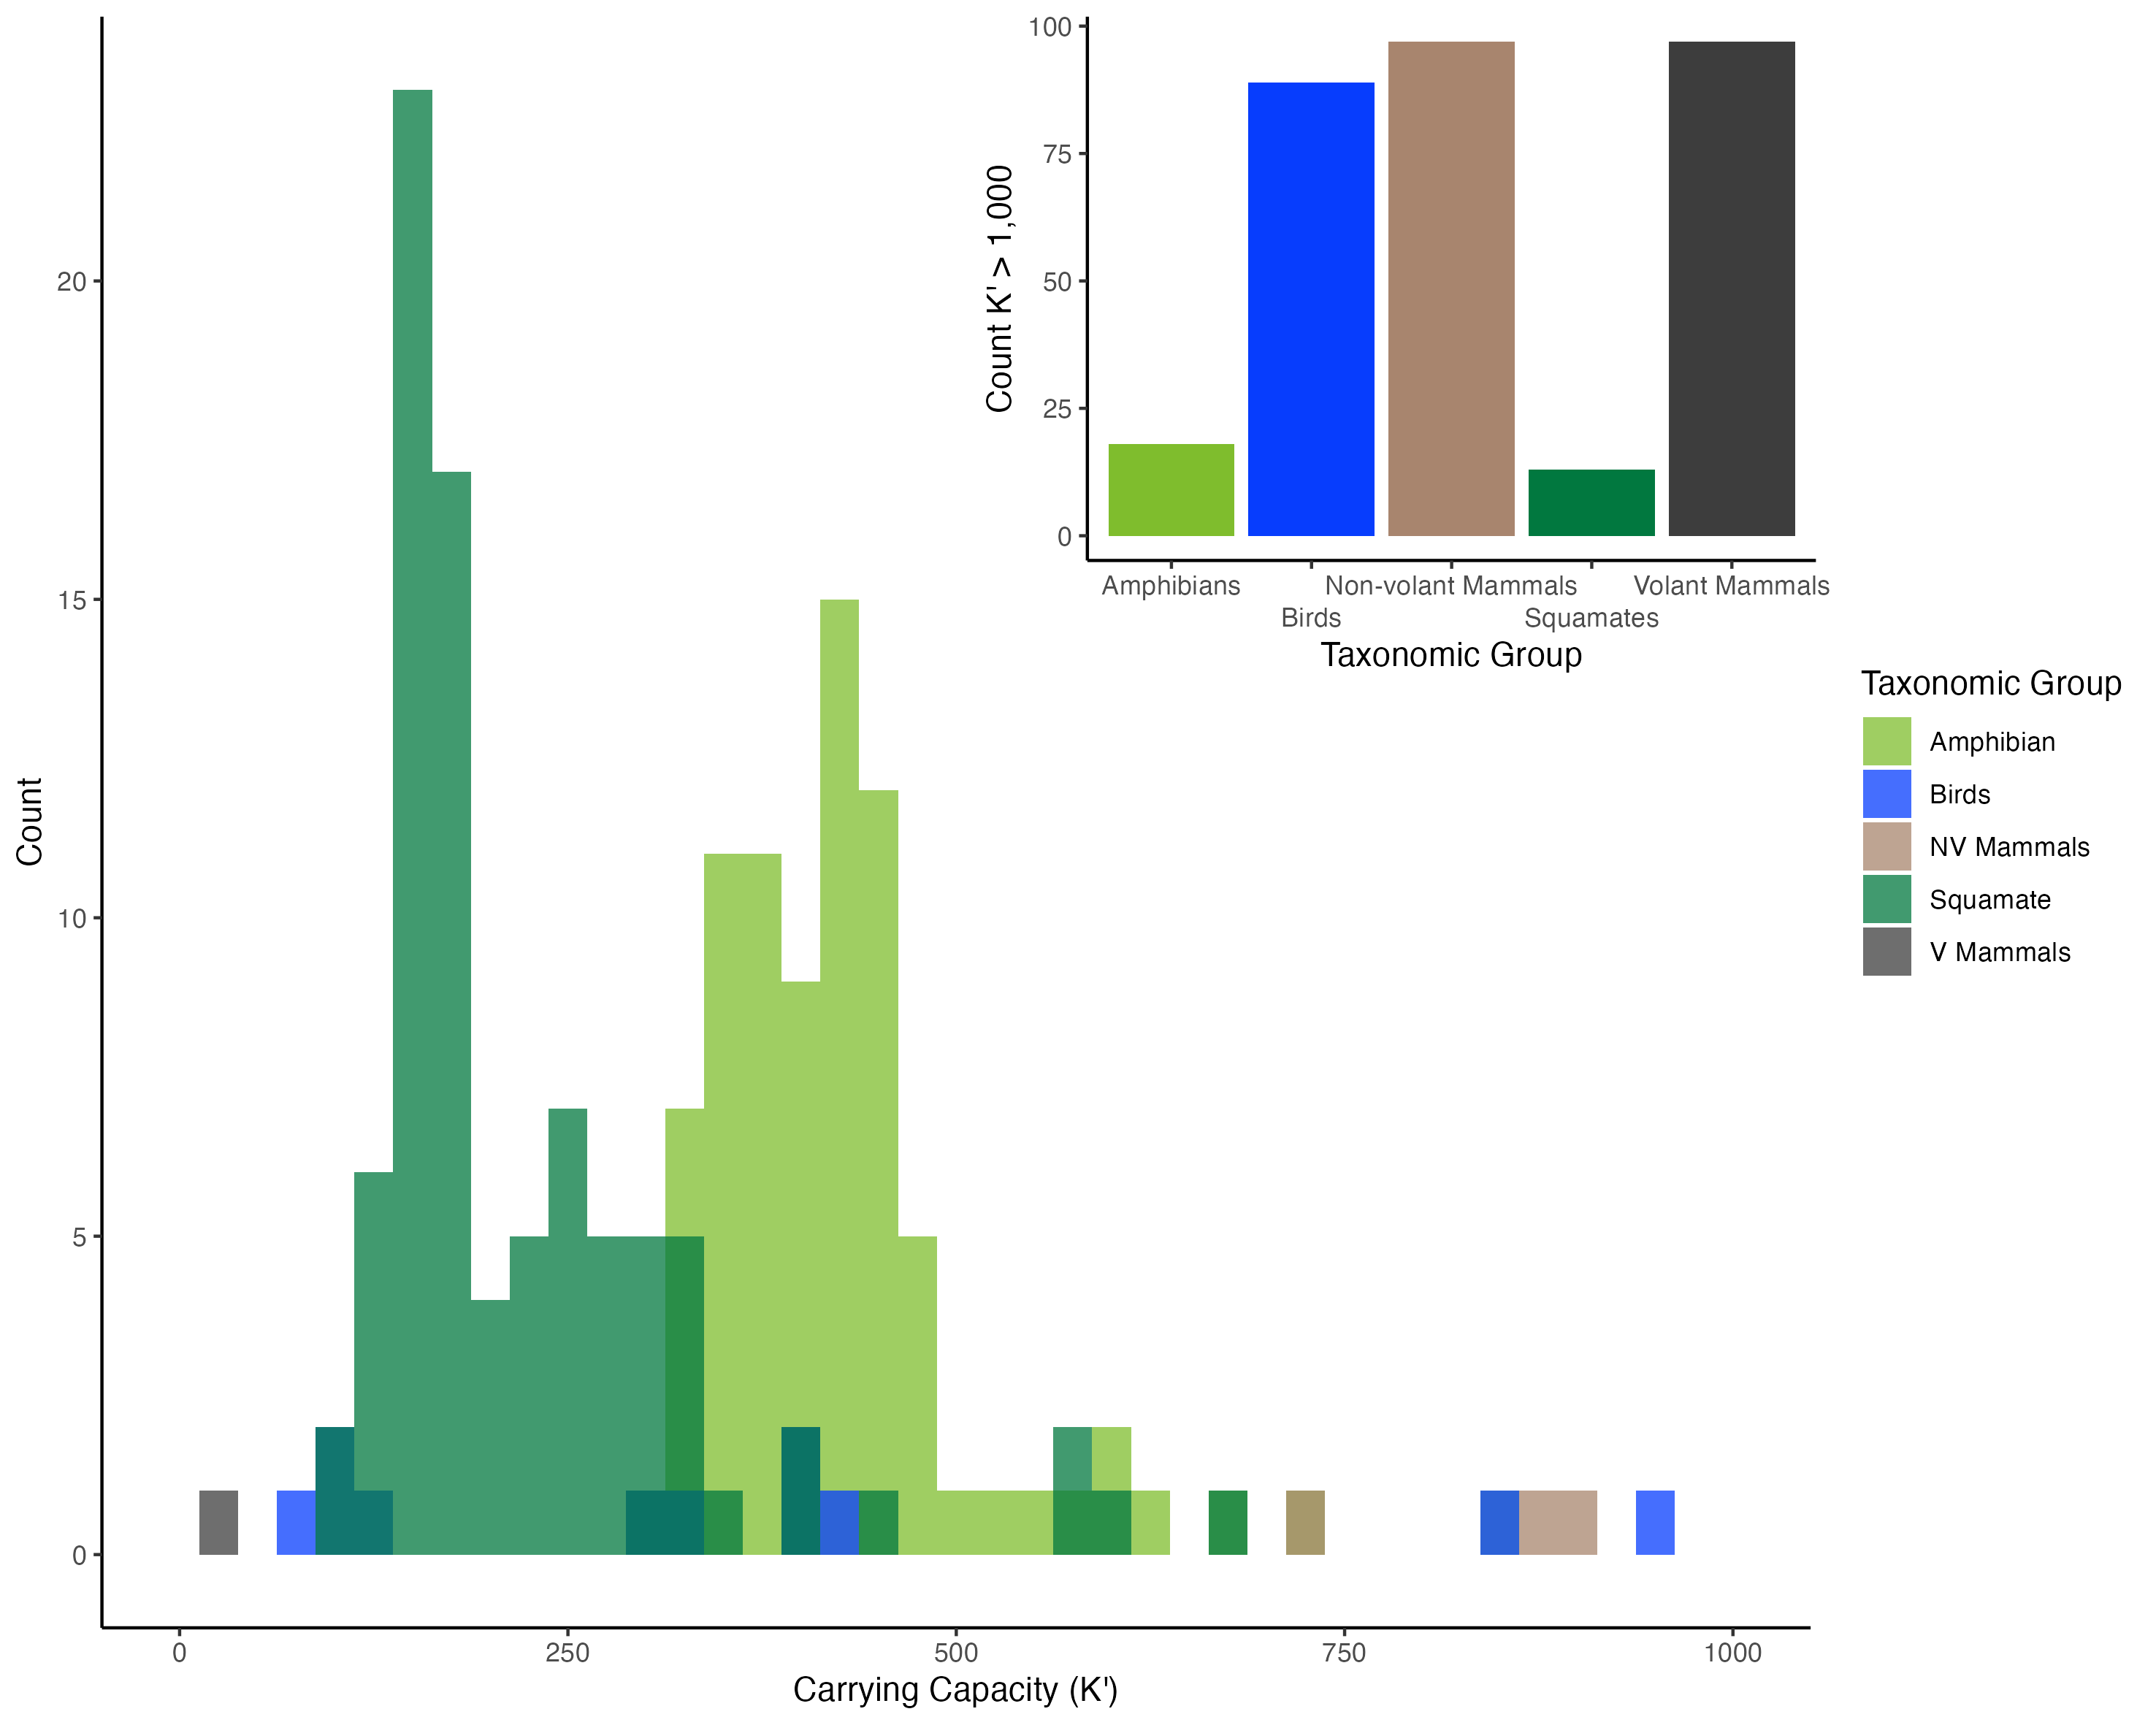 100
75
50
25
0
Count K' > 1,000
Amphibians
Birds
Non-volant Mammals
Squamates
Volant Mammals
Taxonomic Group
Taxonomic Group
Amphibian
Birds
NV Mammals
Squamate
V Mammals
20
15
10
5
0
Count
0 250 500 750 1000
Carrying Capacity (K')